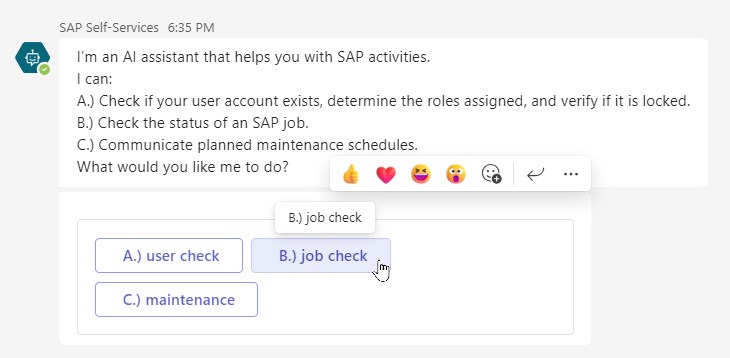 SAP Self-Services 6:35 PM
I'm an AI assistant that helps you with SAP activities.
I can:
A.) Check if your user account exists, determine the roles assigned, and verify if it is locked.
B.) Check the status of an SAP job.
C.) Communicate planned maintenance schedules.
What would you like me to do?
B.) job check
A.) user check
B.) job check
C.) maintenance